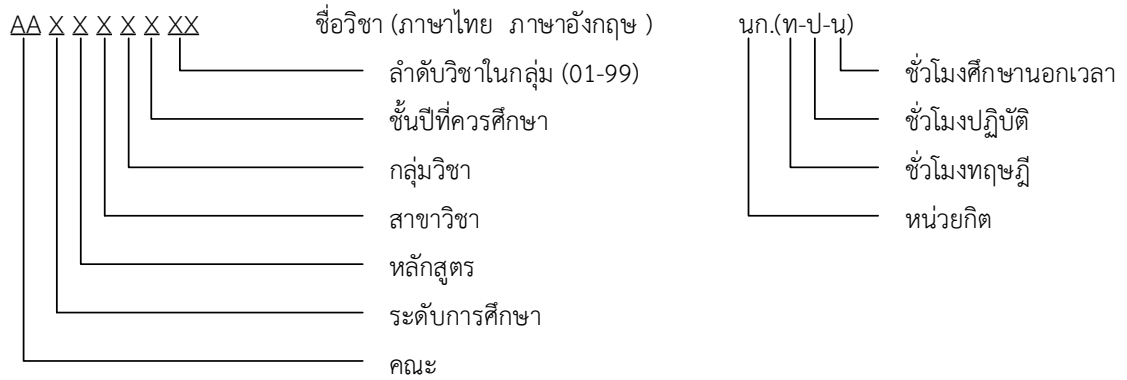 AA X X X X X XX ชื่อวิชา (ภาษาไทย ภาษาอังกฤษ ) นก.(ท-ป-น)
ลำดับวิชาในกลุ่ม (01-99) ชั่วโมงศึกษานอกเวลา
ชั้นปีที่ควรศึกษา ชั่วโมงปฏิบัติ
กลุ่มวิชา ชั่วโมงทฤษฎี
สาขาวิชา หน่วยกิต
หลักสูตร
ระดับการศึกษา
คณะ